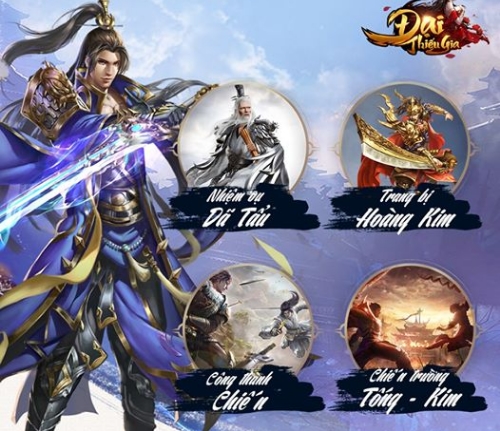 Đại
Thiếu Gia
Nhiệm vụ
Dã Tẩu
Trang bị
Hoàng Kim
Công thành
Chiến
Chiến trường
Tống - Kim